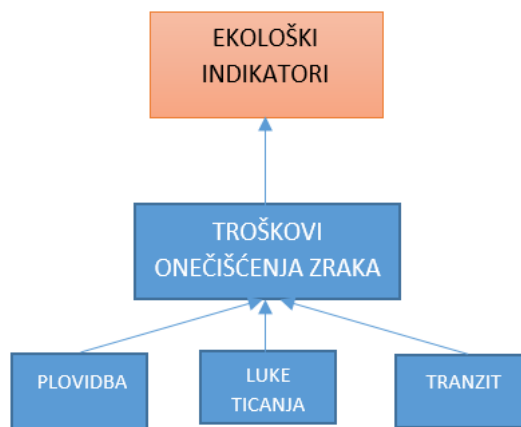 EKOLOŠKI
INDIKATORI
TROŠKOVI
ONEČIŠĆENJA ZRAKA
PLOVIDBA
LUKE
TICANJA
TRANZIT